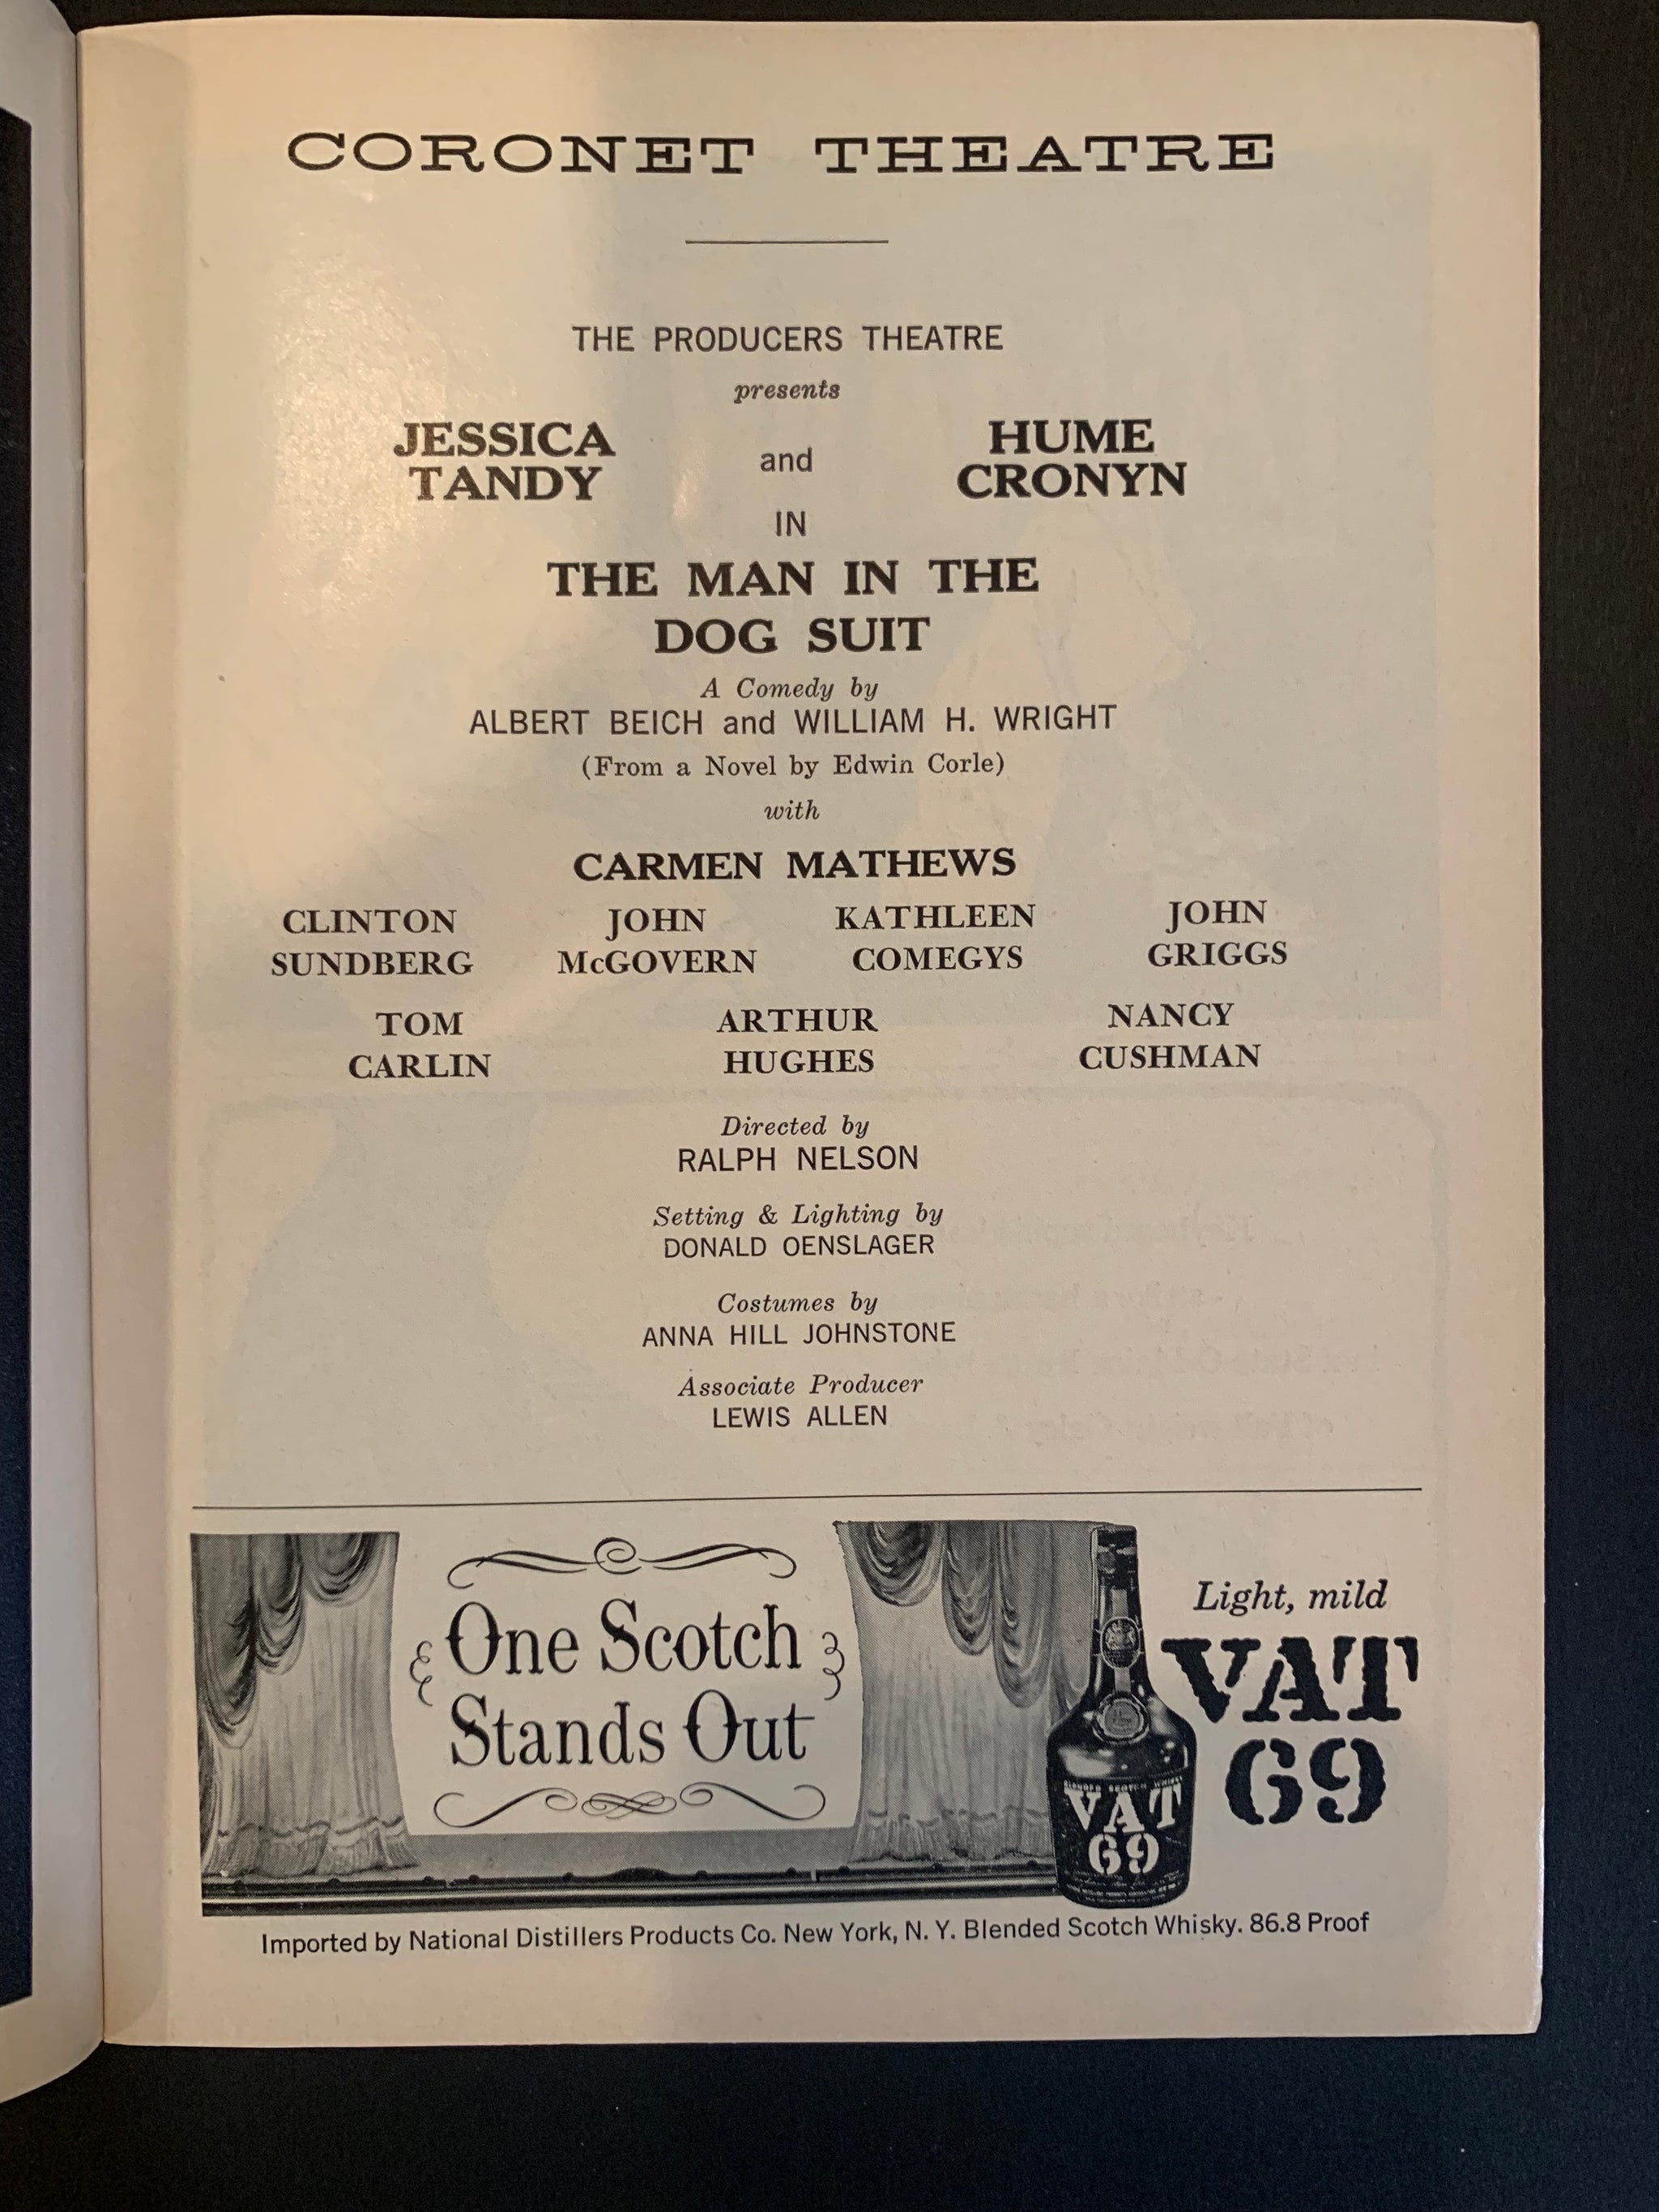 CORONET THEATRE
THE PRODUCERS THEATRE
presents
JESSICA TANDY and HUME CRONYN
IN
THE MAN IN THE
DOG SUIT
A Comedy by
ALBERT BEICH and WILLIAM H. WRIGHT
(From a Novel by Edwin Corle)
with
CARMEN MATHEWS
CLINTON SUNDBERG
JOHN McGOVERN
KATHLEEN COMEGYS
JOHN GRIGGS
TOM CARLIN
ARTHUR HUGHES
NANCY CUSHMAN
Directed by
RALPH NELSON
Setting & Lighting by
DONALD OENSLAGER
Costumes by
ANNA HILL JOHNSTONE
Associate Producer
LEWIS ALLEN
One Scotch
Stands Out
Light, mild
VAT
69
BLENDED SCOTCH WHISKY
VAT
69
Imported by National Distillers Products Co. New York, N. Y. Blended Scotch Whisky. 86.8 Proof